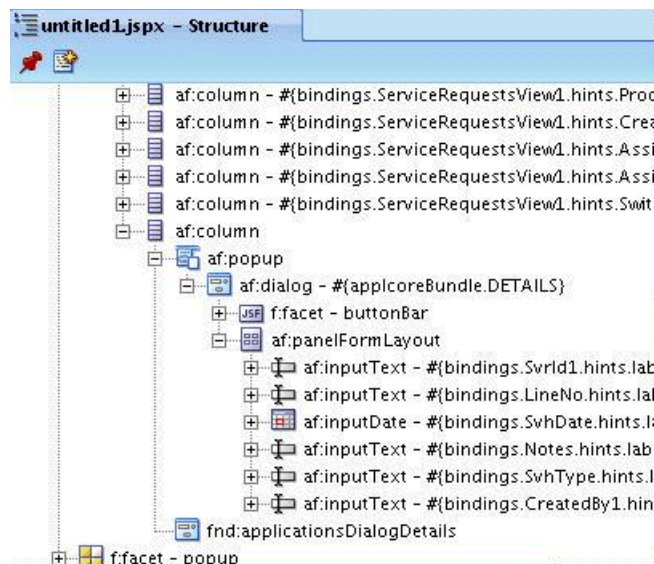 untitled1.jspx - Structure
af:column - #{bindings.ServiceRequestsView1.hints.Proc
af:column - #{bindings.ServiceRequestsView1.hints.Crea
af:column - #{bindings.ServiceRequestsView1.hints.Assi
af:column - #{bindings.ServiceRequestsView1.hints.Assi
af:column - #{bindings.ServiceRequestsView1.hints.Swit
af:column
af:popup
af:dialog - #{applcoreBundle.DETAILS}
JSF f:facet - buttonBar
af:panelFormLayout
af:inputText - #{bindings.SvrId1.hints.lab
af:inputText - #{bindings.LineNo.hints.lal
af:inputDate - #{bindings.SvhDate.hints.la
af:inputText - #{bindings.Notes.hints.lab
af:inputText - #{bindings.SvhType.hints.l
af:inputText - #{bindings.CreatedBy1.hin
fnd:applicationsDialogDetails
f:facet - popup